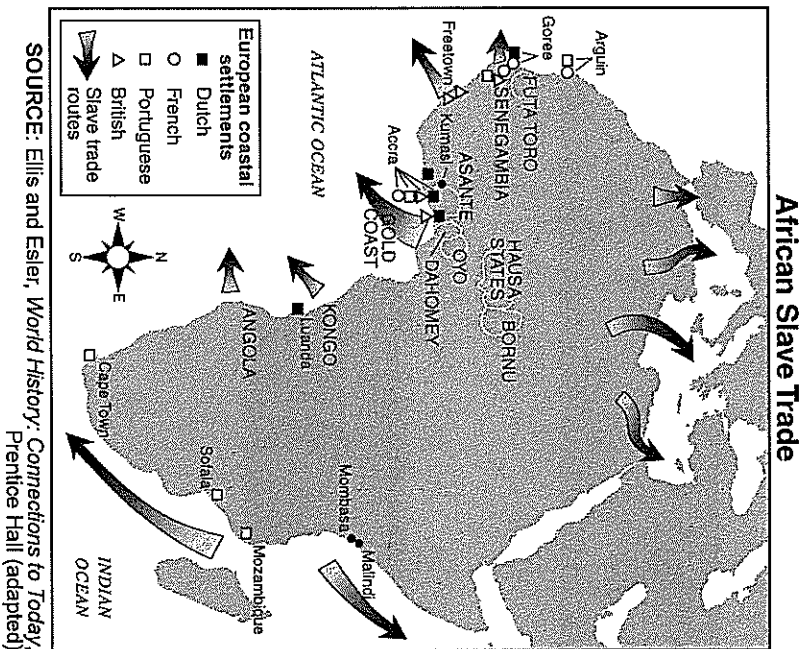 African Slave Trade
Arguin
Goree
FUTA TORO
SENEGAMBIA
Freetown
Kumasi
ASANTE
HAUSA
STATES
BORNU
OYO
DAHOMEY
Accra
GOLD
COAST
ATLANTIC OCEAN
KONGO
Luanda
ANGOLA
Mombasa
Malindi
Mozambique
Sofala
Cape Town
INDIAN
OCEAN
European coastal
settlements
Dutch
French
Portuguese
British
Slave trade
routes
N
W
E
S
SOURCE: Ellis and Esler, World History: Connections to Today,
Prentice Hall (adapted)